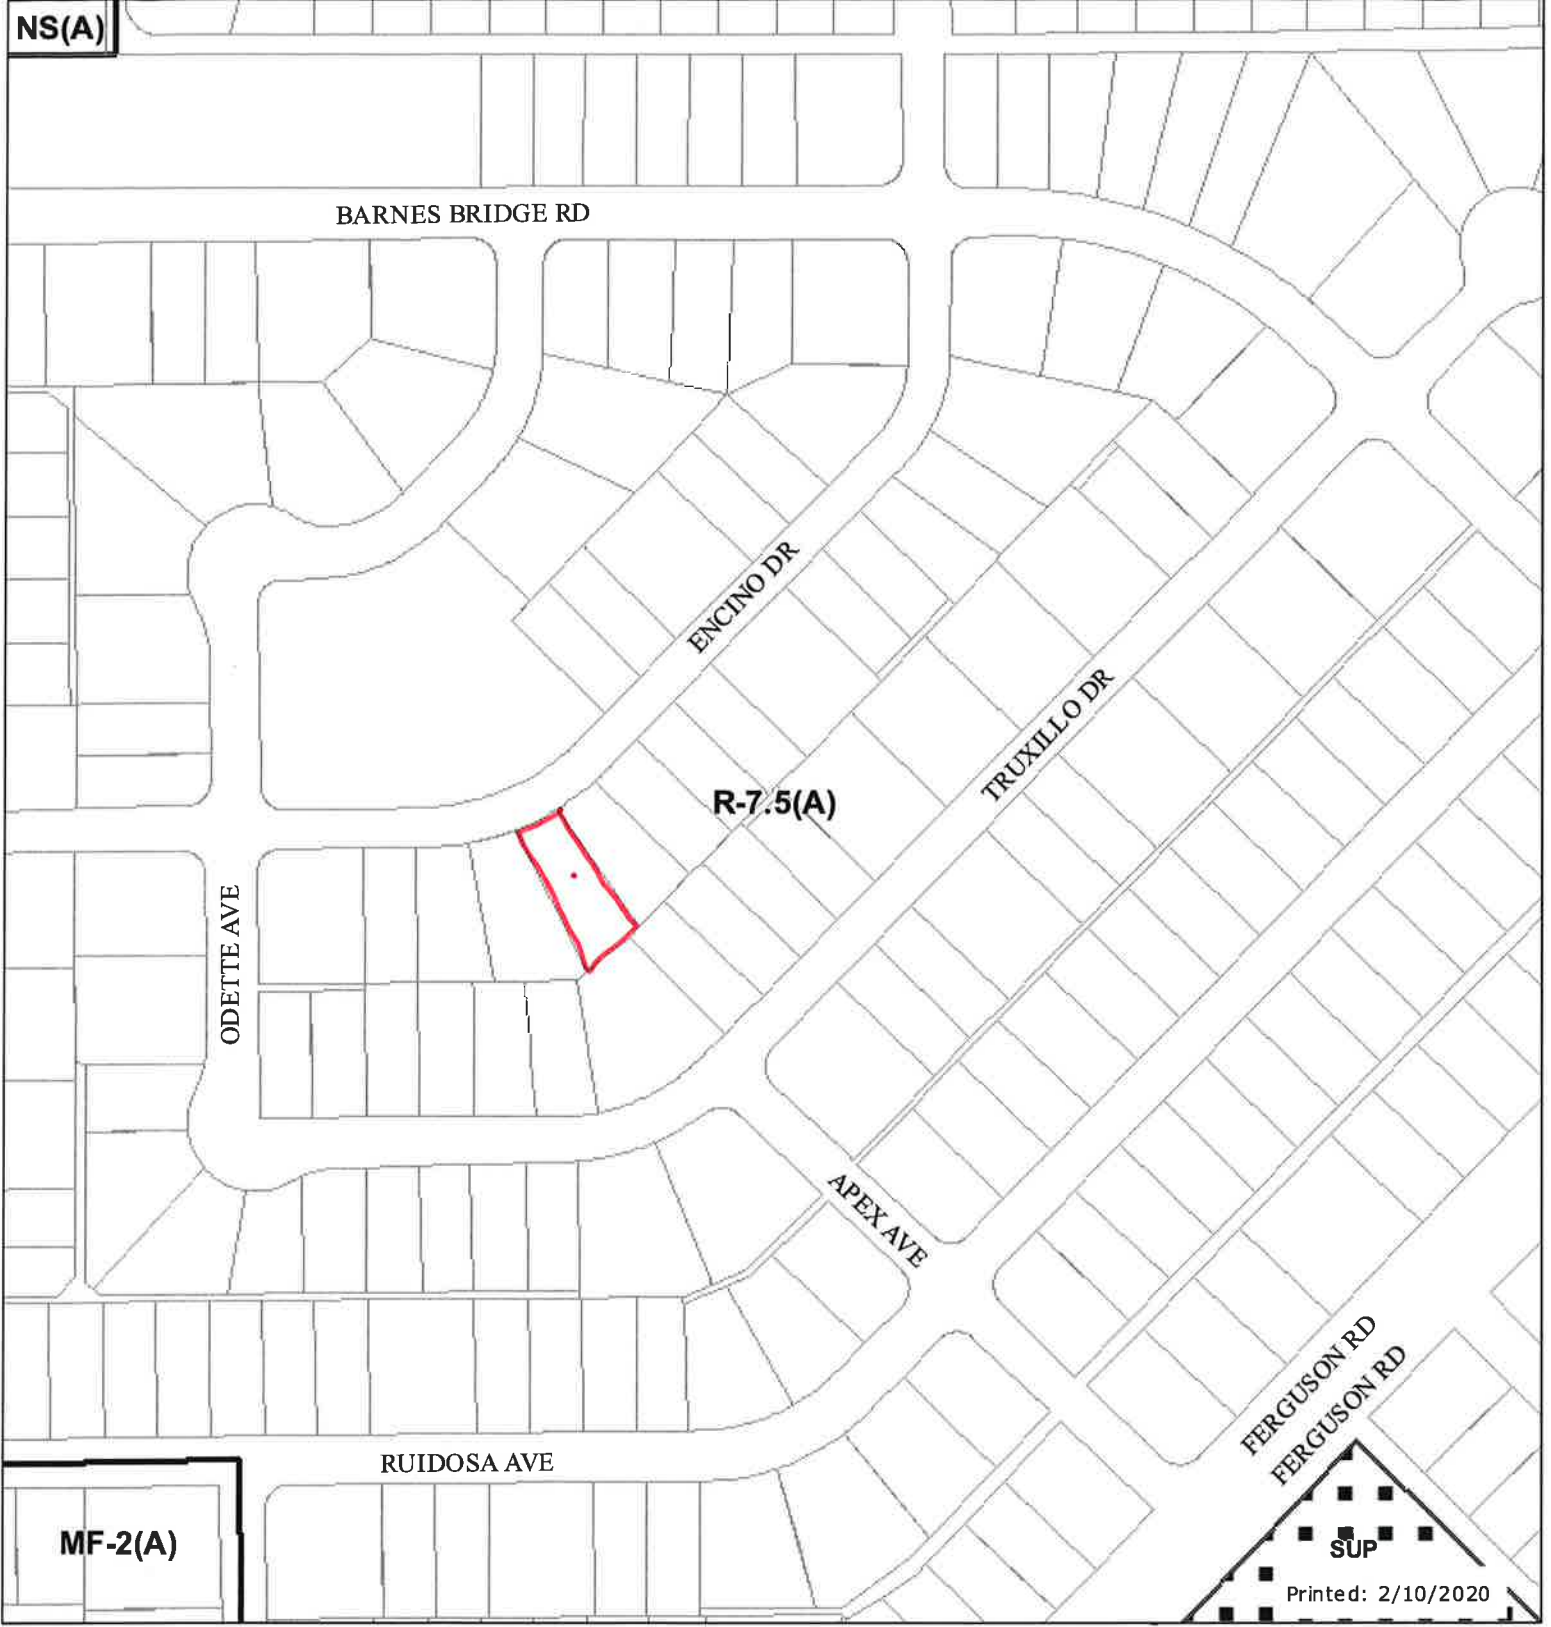 NS(A)
BARNES BRIDGE RD
ENCINO DR
TRUXILLO DR
R-7.5(A)
ODETTE AVE
APEX AVE
FERGUSON RD
FERGUSON RD
RUIDOSA AVE
MF-2(A)
SUP
Printed: 2/10/2020